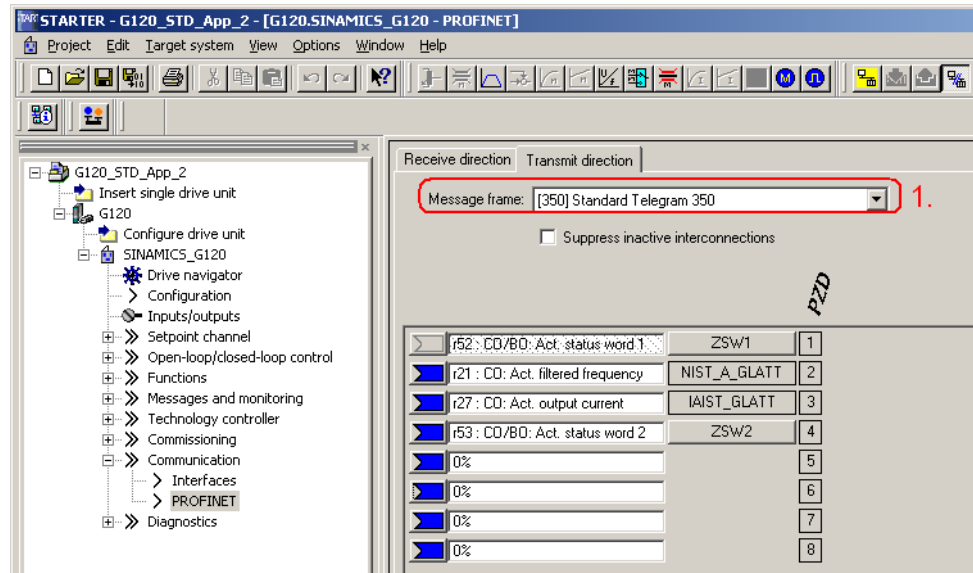 STARTER - G120_STD_App_2 - [G120.SINAMICS_G120 - PROFINET]
Project Edit Target system View Options Window Help
G120_STD_App_2
Insert single drive unit
G120
Configure drive unit
SINAMICS_G120
Drive navigator
Configuration
Inputs/outputs
Setpoint channel
Open-loop/closed-loop control
Functions
Messages and monitoring
Technology controller
Commissioning
Communication
Interfaces
PROFINET
Diagnostics
Receive direction Transmit direction
Message frame: [350] Standard Telegram 350 1.
Suppress inactive interconnections
PZD
r52 : CO/BO: Act. status word 1 ZSW1 1
r21 : CO: Act. filtered frequency NIST_A_GLATT 2
r27 : CO: Act. output current IAIST_GLATT 3
r53 : CO/BO: Act. status word 2 ZSW2 4
0% 5
0% 6
0% 7
0% 8